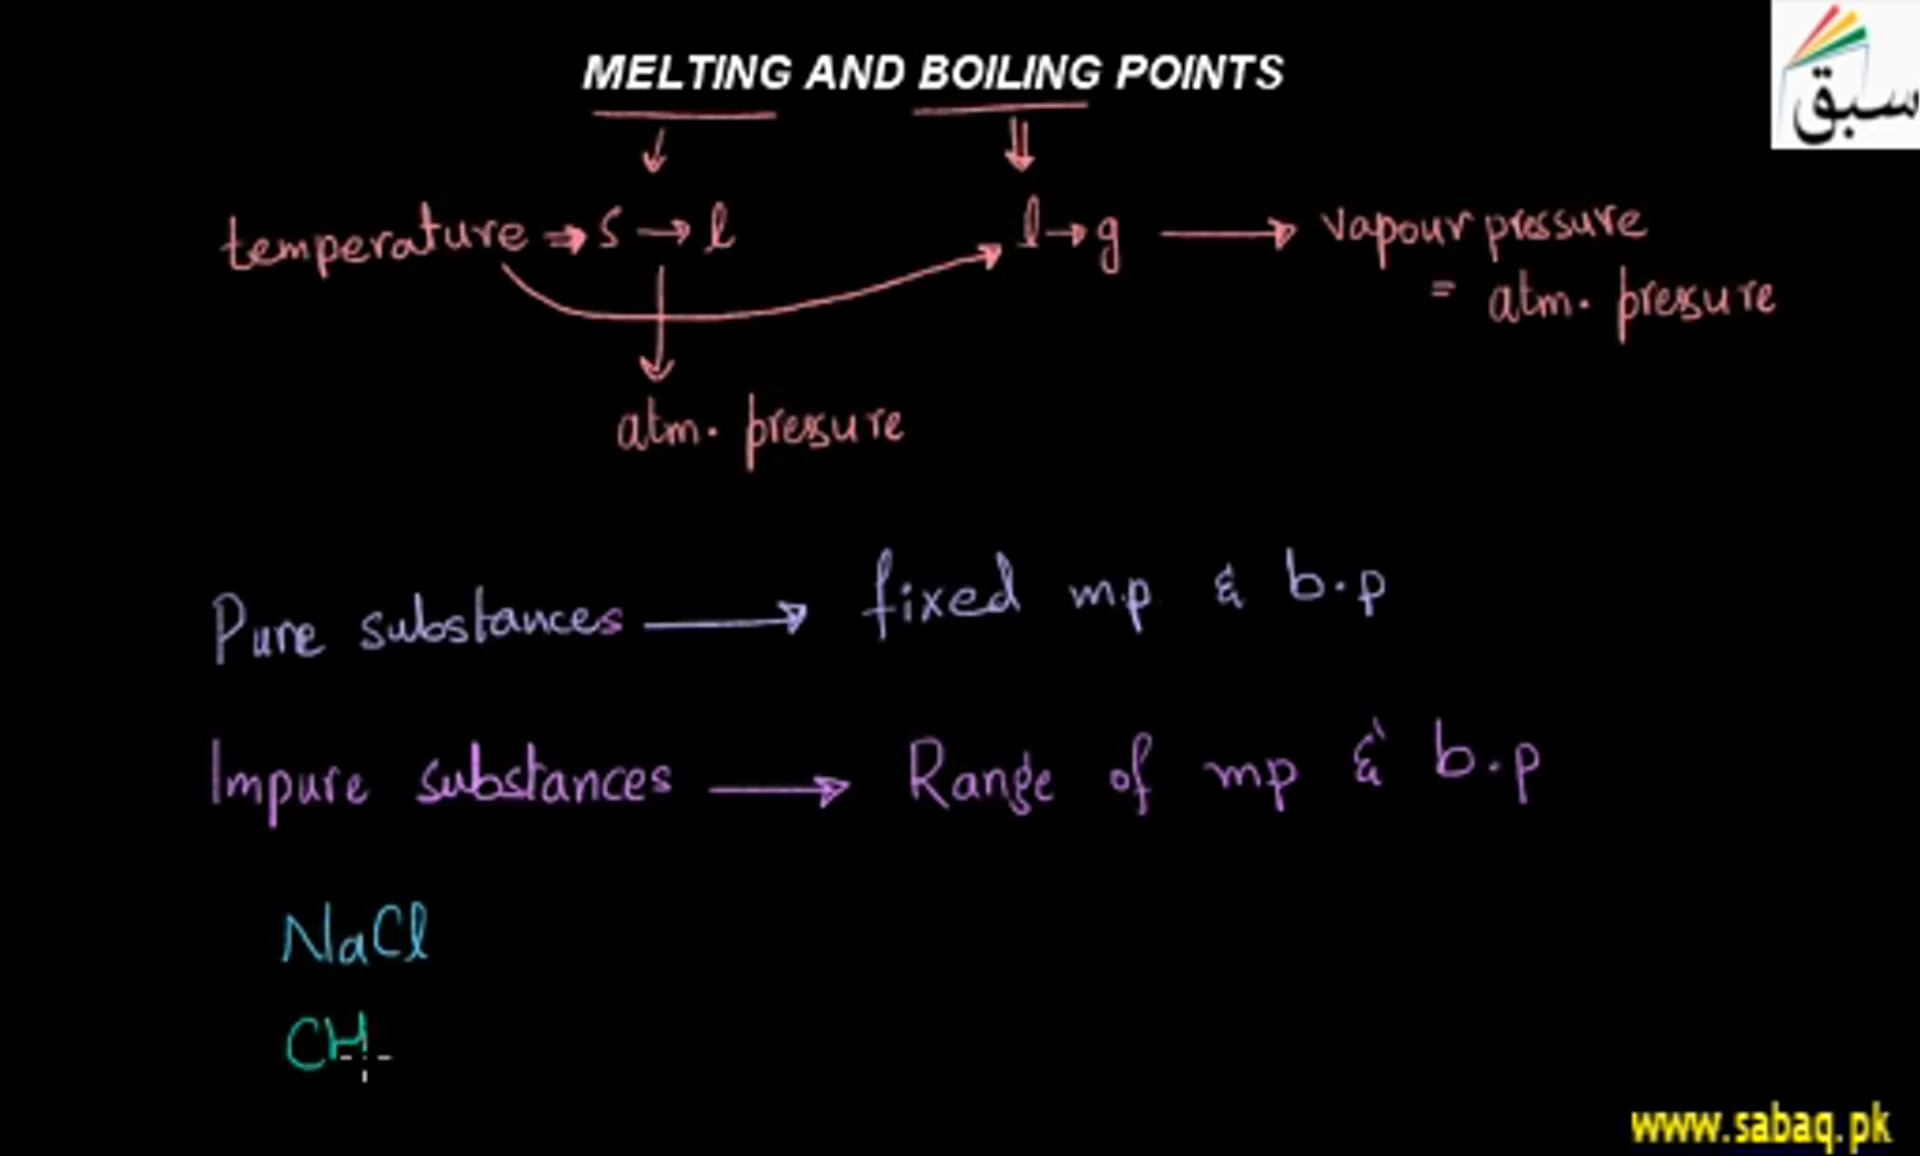 MELTING AND BOILING POINTS
سبق
temperature ⇒ s → l
l → g → vapour pressure
= atm. pressure
atm. pressure
Pure substances → fixed m.p & b.p
Impure substances → Range of mp & b.p
NaCl
CH
www.sabaq.pk